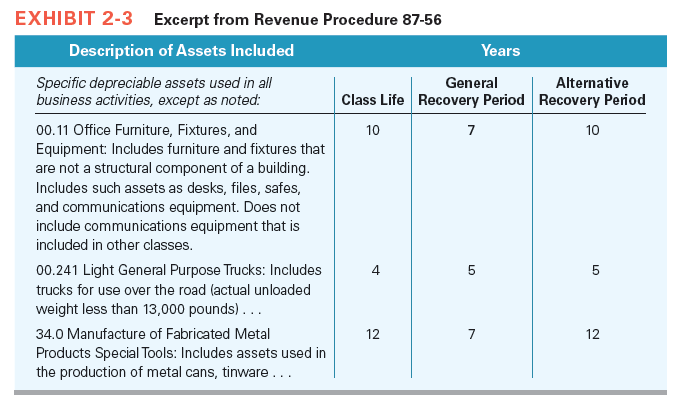 EXHIBIT 2-3 Excerpt from Revenue Procedure 87-56
Description of Assets Included Years
Specific depreciable assets used in all
business activities, except as noted:
Class Life
General
Recovery Period
Alternative
Recovery Period
00.11 Office Furniture, Fixtures, and 10 7 10
Equipment: Includes furniture and fixtures that
are not a structural component of a building.
Includes such assets as desks, files, safes,
and communications equipment. Does not
include communications equipment that is
included in other classes.
00.241 Light General Purpose Trucks: Includes 4 5 5
trucks for use over the road (actual unloaded
weight less than 13,000 pounds) . . .
34.0 Manufacture of Fabricated Metal 12 7 12
Products Special Tools: Includes assets used in
the production of metal cans, tinware . . .